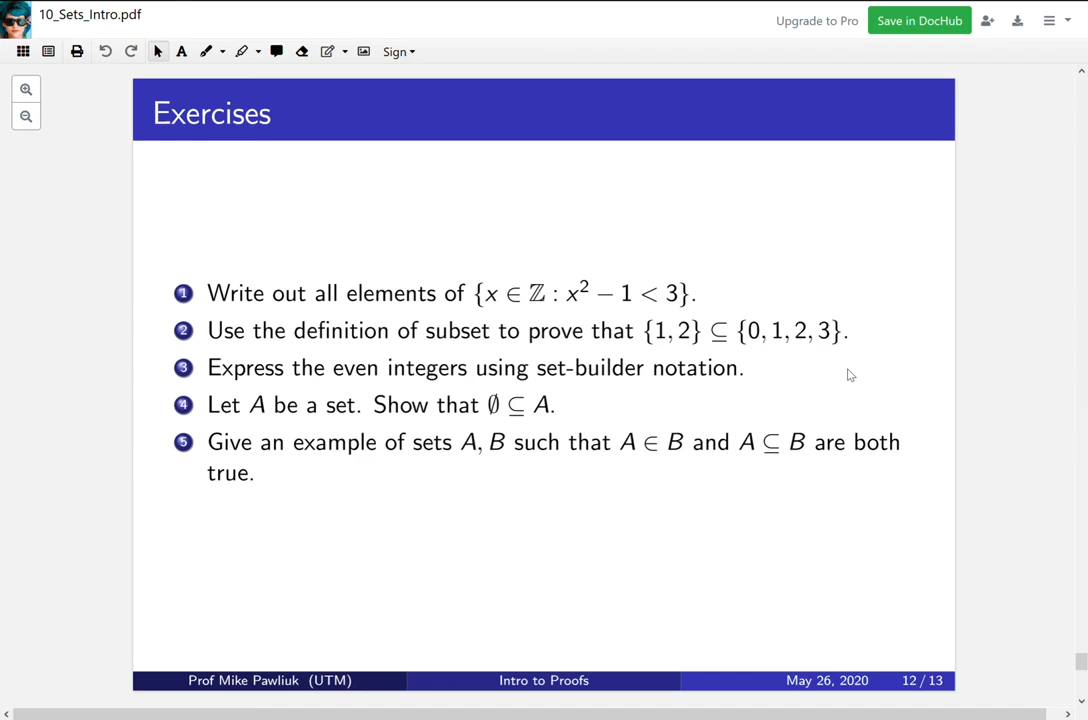 10_Sets_Intro.pdf
Upgrade to Pro
Save in DocHub
A
Sign
Exercises
1 Write out all elements of {x ∈ ℤ : x² − 1 < 3}.
2 Use the definition of subset to prove that {1, 2} ⊆ {0, 1, 2, 3}.
3 Express the even integers using set-builder notation.
4 Let A be a set. Show that ∅ ⊆ A.
5 Give an example of sets A, B such that A ∈ B and A ⊆ B are both
true.
Prof Mike Pawliuk (UTM)
Intro to Proofs
May 26, 2020
12 / 13